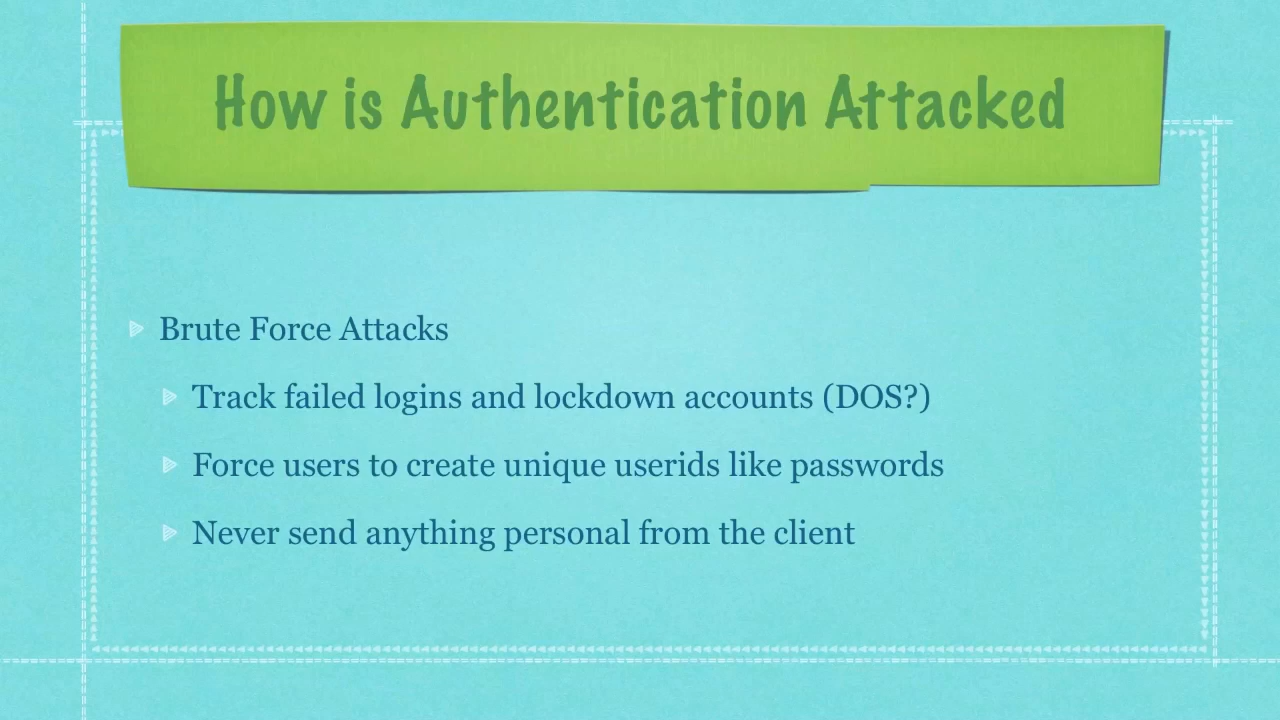 How is Authentication Attacked
Brute Force Attacks
Track failed logins and lockdown accounts (DOS?)
Force users to create unique userids like passwords
Never send anything personal from the client